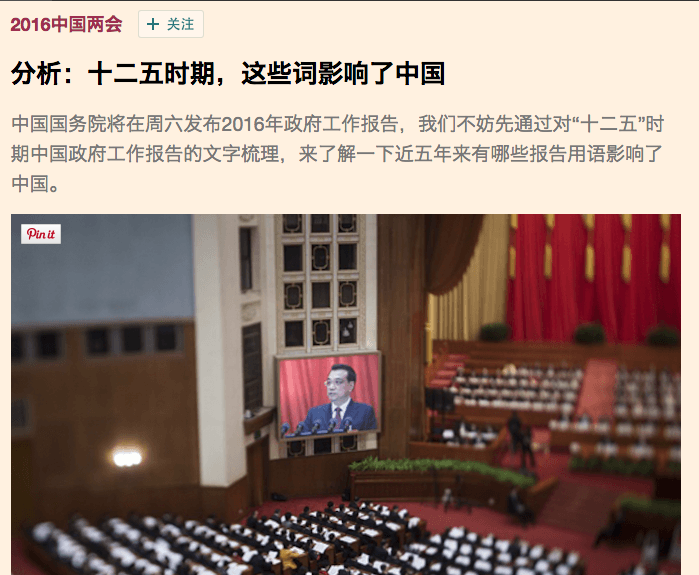 2016中国两会
+ 关注
分析：十二五时期，这些词影响了中国
中国国务院将在周六发布2016年政府工作报告，我们不妨先通过对“十二五”时
期中国政府工作报告的文字梳理，来了解一下近五年来有哪些报告用语影响了
中国。
Pin it